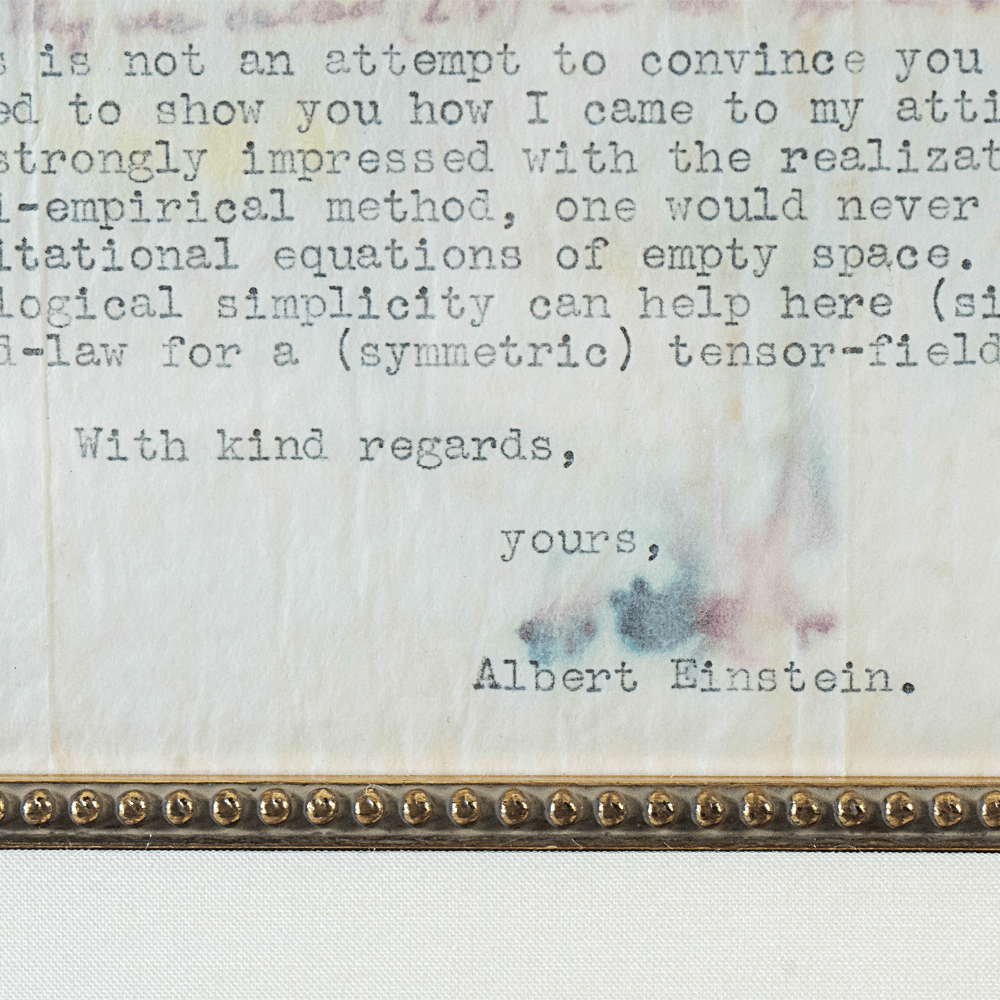 s is not an attempt to convince you
ed to show you how I came to my atti
strongly impressed with the realizat
i-empirical method, one would never
itational equations of empty space.
logical simplicity can help here (si
d-law for a (symmetric) tensor-field
With kind regards,
yours,
Albert Einstein.